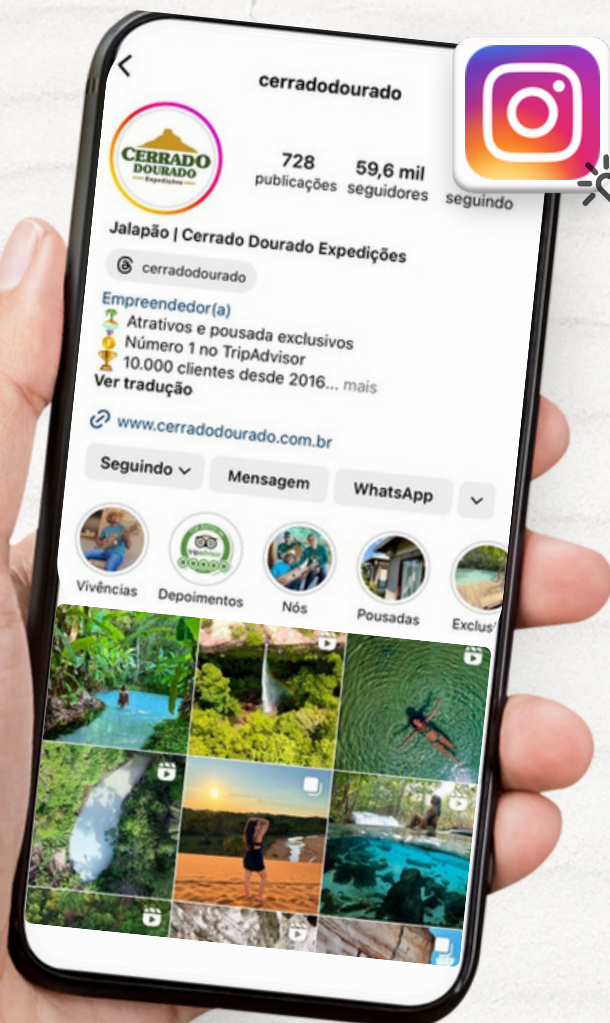 cerradodourado
CERRADO
DOURADO
Expedições
728
publicações
59,6 mil
seguidores
seguindo
Jalapão | Cerrado Dourado Expedições
cerradodourado
Empreendedor(a)
Atrativos e pousada exclusivos
Número 1 no TripAdvisor
10.000 clientes desde 2016... mais
Ver tradução
www.cerradodourado.com.br
Seguindo
Mensagem
WhatsApp
tripadvisor
Vivências
Depoimentos
Nós
Pousadas
Exclus